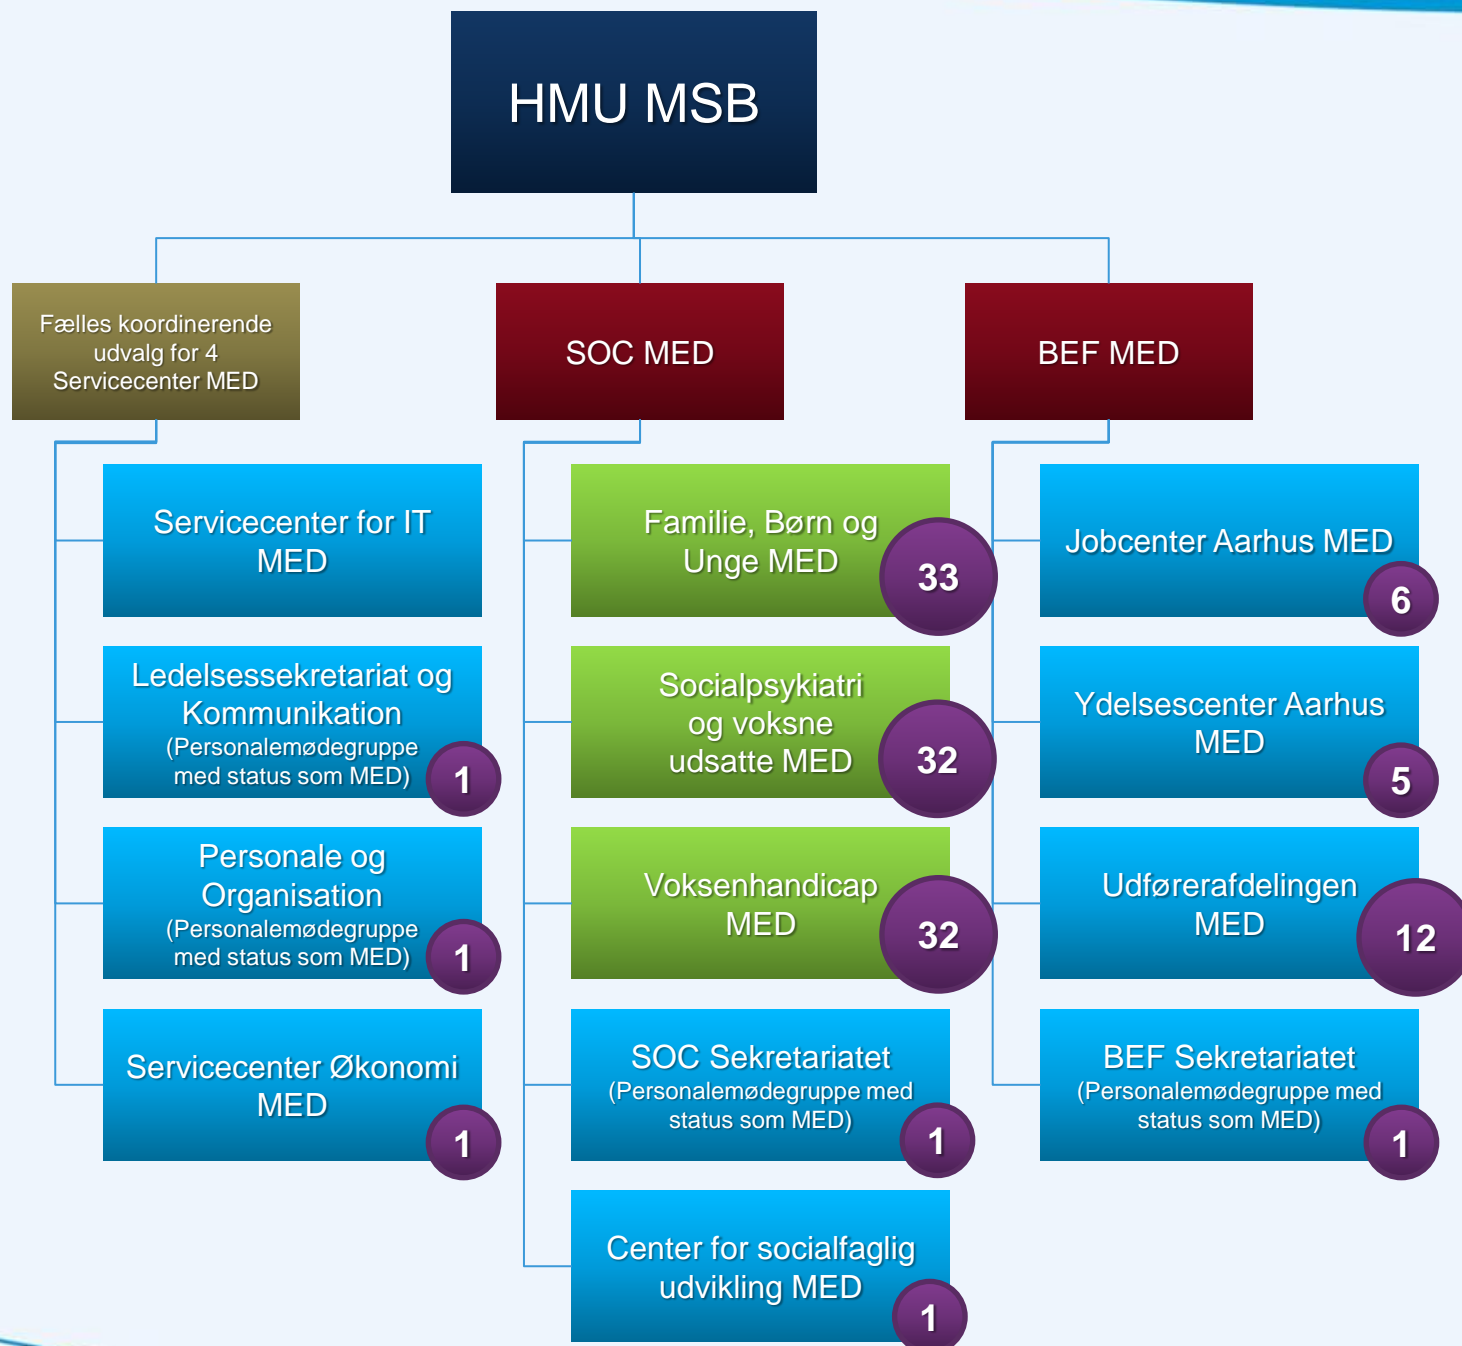 HMU MSB
Fælles koordinerende
udvalg for 4
Servicecenter MED
SOC MED
BEF MED
Servicecenter for IT
MED
Ledelsessekretariat og
Kommunikation
(Personalemødegruppe
med status som MED)
1
Personale og
Organisation
(Personalemødegruppe
med status som MED)
1
Servicecenter Økonomi
MED
1
Familie, Børn og
Unge MED
33
Socialpsykiatri
og voksne
udsatte MED
32
Voksenhandicap
MED
32
SOC Sekretariatet
(Personalemødegruppe med
status som MED)
1
Center for socialfaglig
udvikling MED
1
Jobcenter Aarhus MED
6
Ydelsescenter Aarhus
MED
5
Udførerafdelingen
MED
12
BEF Sekretariatet
(Personalemødegruppe med
status som MED)
1